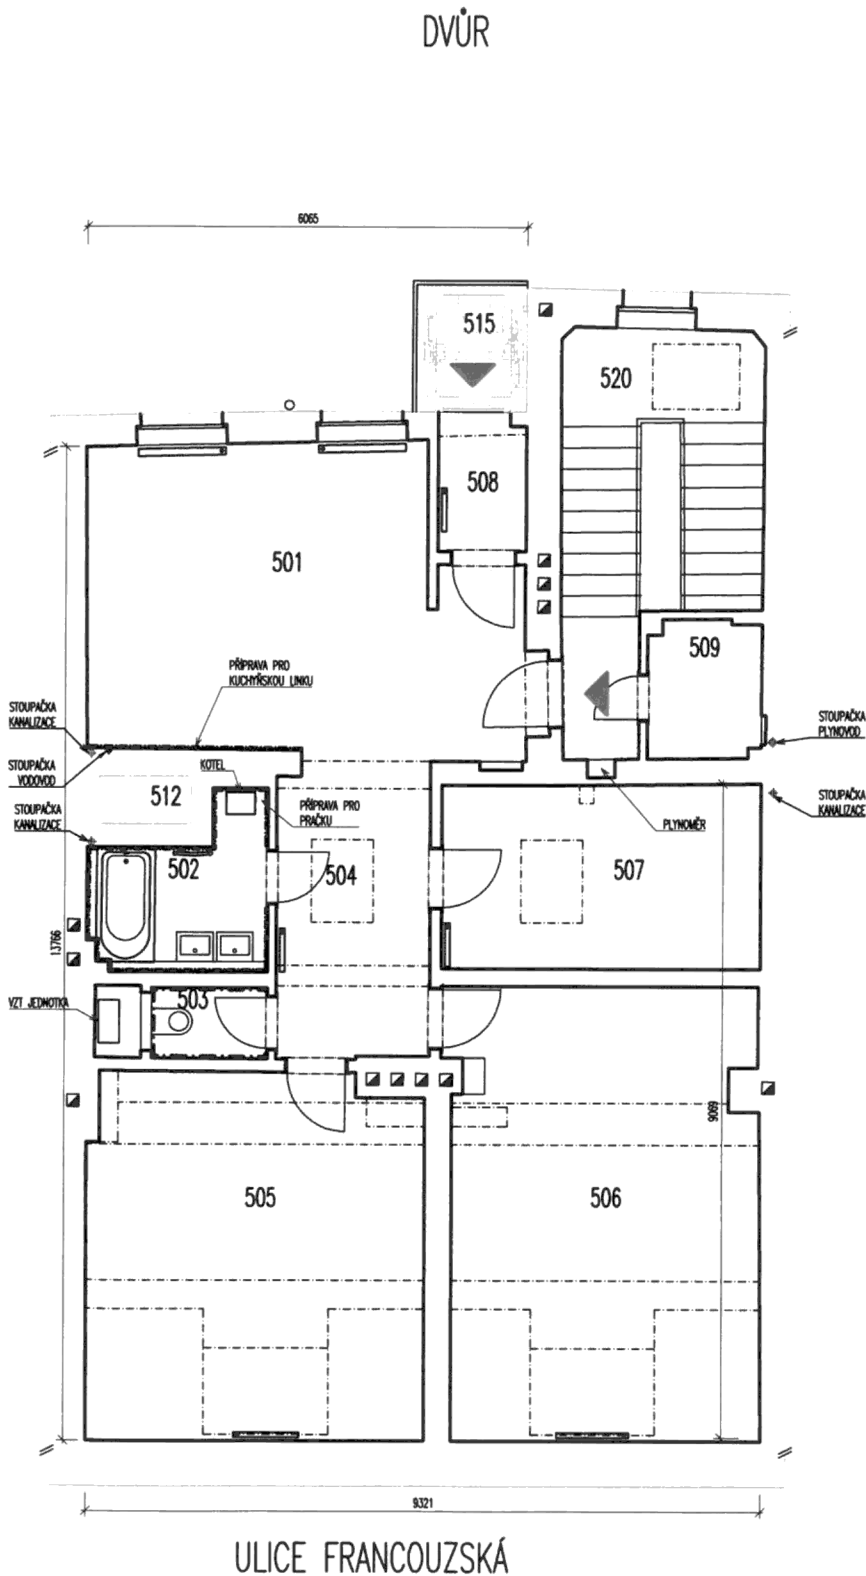 DVŮR
6065
515
520
508
501
509
PŘÍPRAVA PRO
KUCHYŇSKOU LINKU
STOUPAČKA
KANALIZACE
STOUPAČKA
PLYNOVOD
STOUPAČKA
VODOVOD
KOTEL
512
PŘÍPRAVA PRO
PRAČKU
STOUPAČKA
KANALIZACE
STOUPAČKA
KANALIZACE
PLYNOMĚR
502
504
507
13766
VZT JEDNOTKA
503
9069
505
506
9321
ULICE FRANCOUZSKÁ